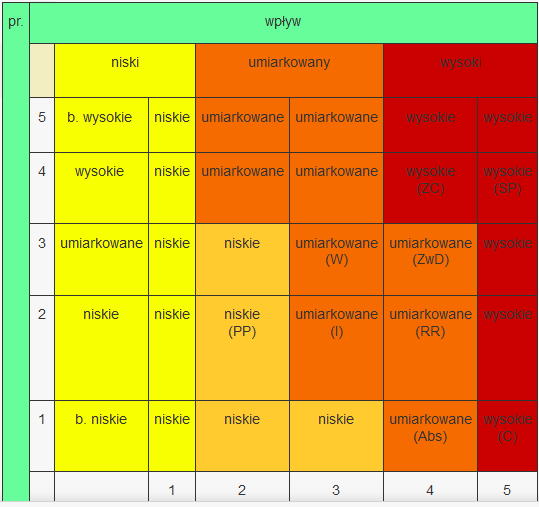 pr. wpływ
niski umiarkowany wysoki
5 b. wysokie niskie umiarkowane umiarkowane wysokie wysokie
4 wysokie niskie umiarkowane umiarkowane wysokie wysokie
(ZO) (SP)
3 umiarkowane niskie niskie umiarkowane umiarkowane wysokie
(W) (ZwD)
2 niskie niskie niskie umiarkowane umiarkowane wysokie
(PP) (I) (RR)
1 b. niskie niskie niskie niskie umiarkowane wysokie
(Abs) (C)
1 2 3 4 5